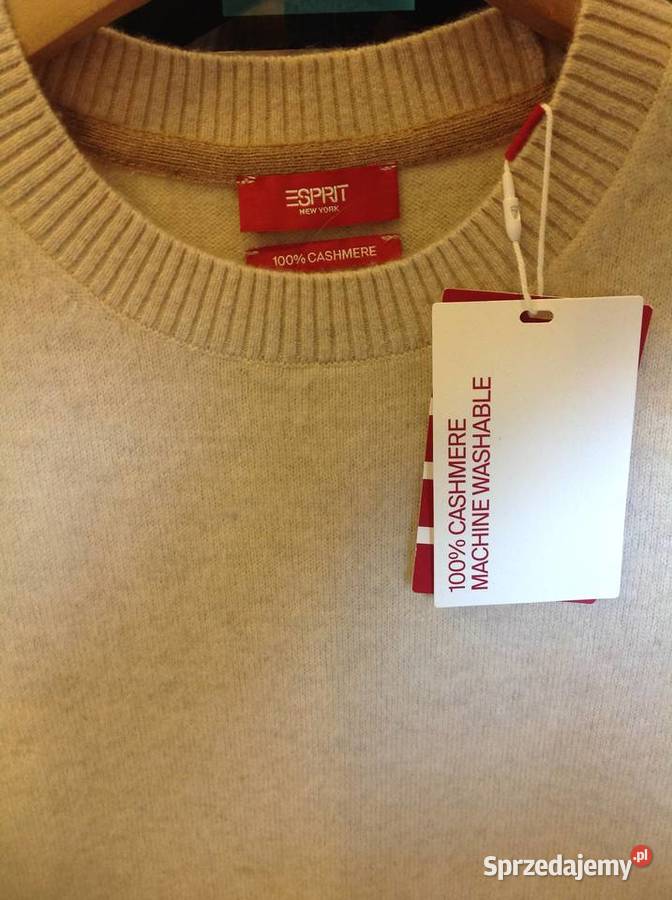 ESPRIT
NEW YORK
100% CASHMERE
100% CASHMERE
MACHINE WASHABLE
Sprzedajemy.pl